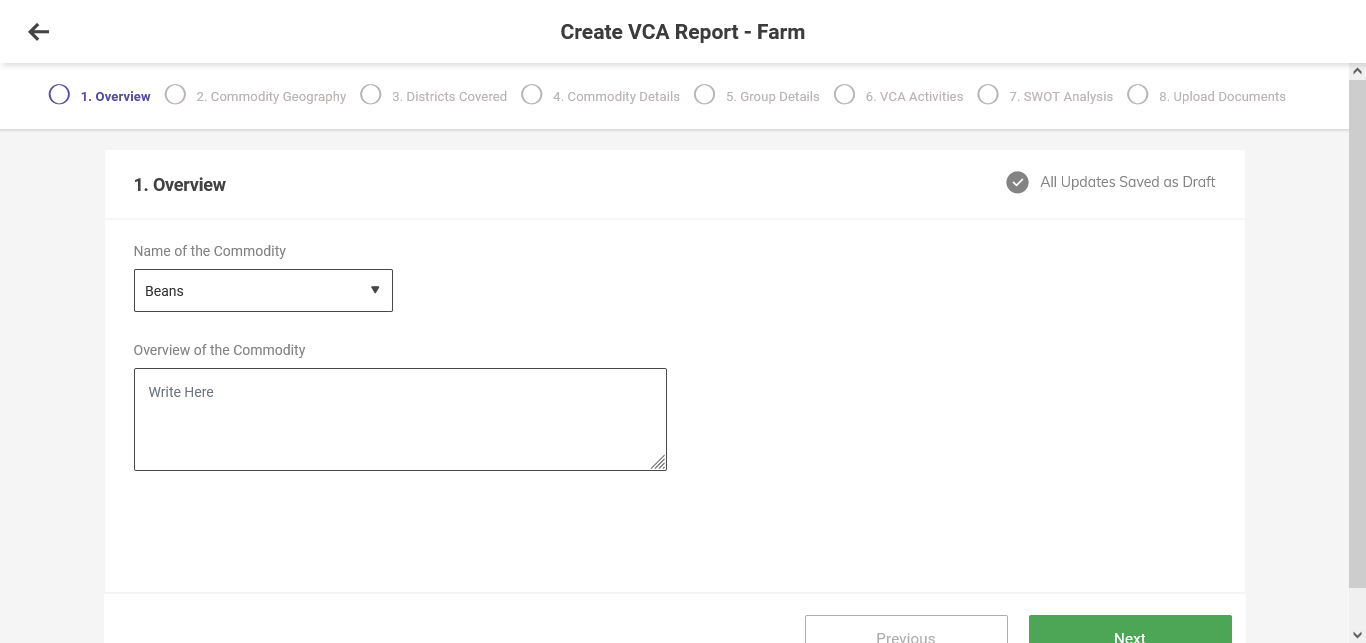 Create VCA Report - Farm
1. Overview 2. Commodity Geography 3. Districts Covered 4. Commodity Details 5. Group Details 6. VCA Activities 7. SWOT Analysis 8. Upload Documents
1. Overview
All Updates Saved as Draft
Name of the Commodity
Beans
Overview of the Commodity
Write Here
Previous Next